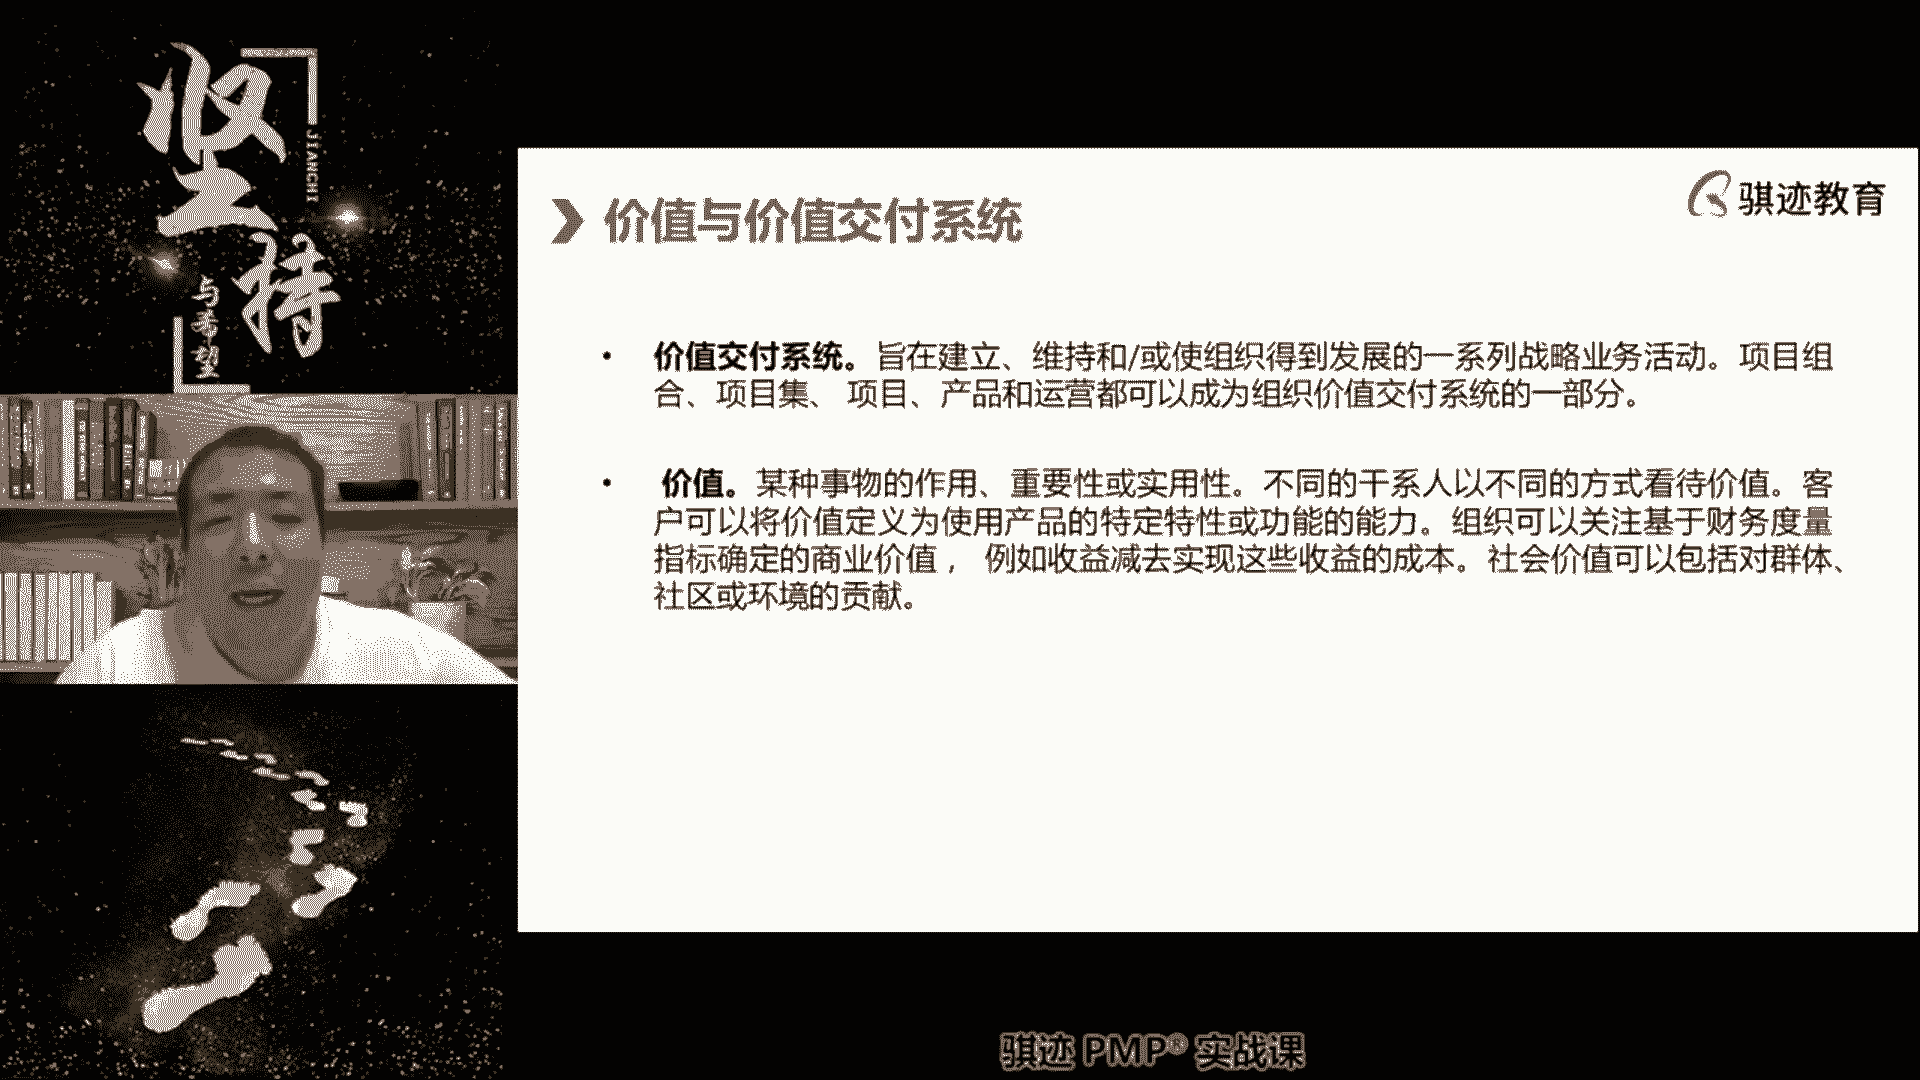 坚持
JIANCHI
与希望
骐迹教育
价值与价值交付系统
• 价值交付系统。旨在建立、维持和/或使组织得到发展的一系列战略业务活动。项目组
合、项目集、 项目、产品和运营都可以成为组织价值交付系统的一部分。
• 价值。某种事物的作用、重要性或实用性。不同的干系人以不同的方式看待价值。客
户可以将价值定义为使用产品的特定特性或功能的能力。组织可以关注基于财务度量
指标确定的商业价值， 例如收益减去实现这些收益的成本。社会价值可以包括对群体、
社区或环境的贡献。
骐迹 PMP® 实战课